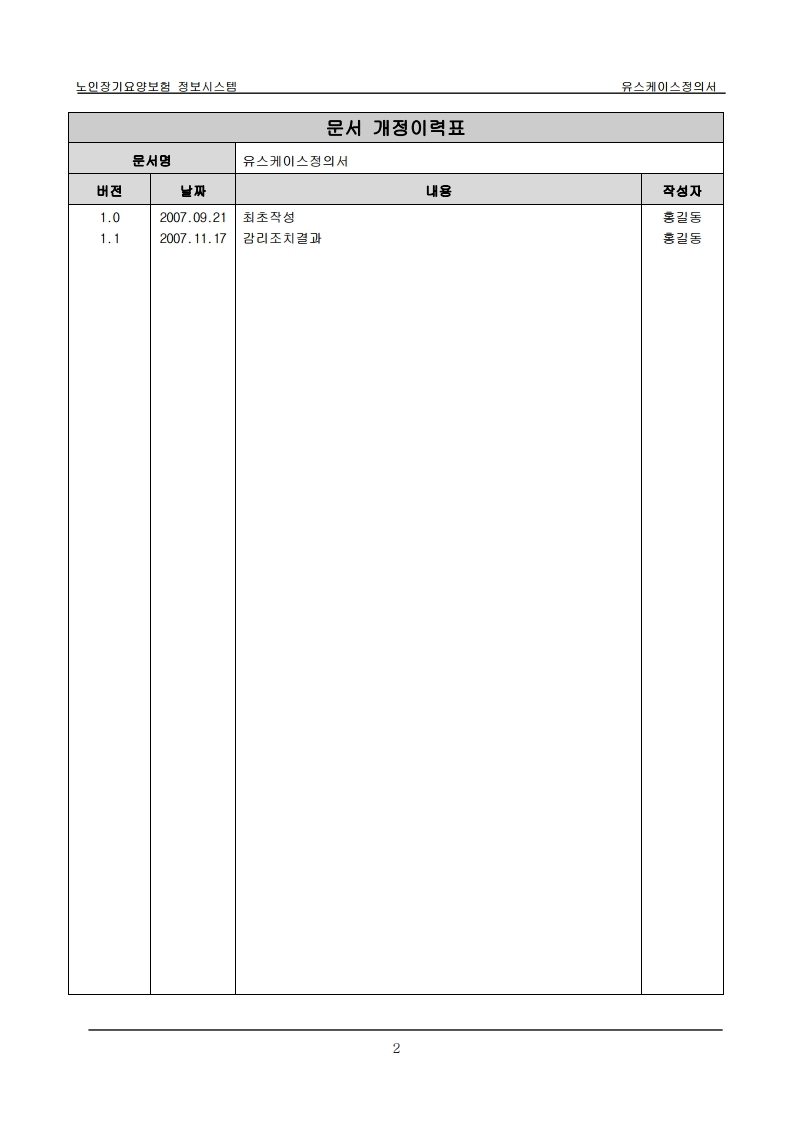 노인장기요양보험 정보시스템 유스케이스정의서
문서 개정이력표
문서명 유스케이스정의서
버전 날짜 내용 작성자
1.0 2007.09.21 최초작성 홍길동
1.1 2007.11.17 감리조치결과 홍길동
2